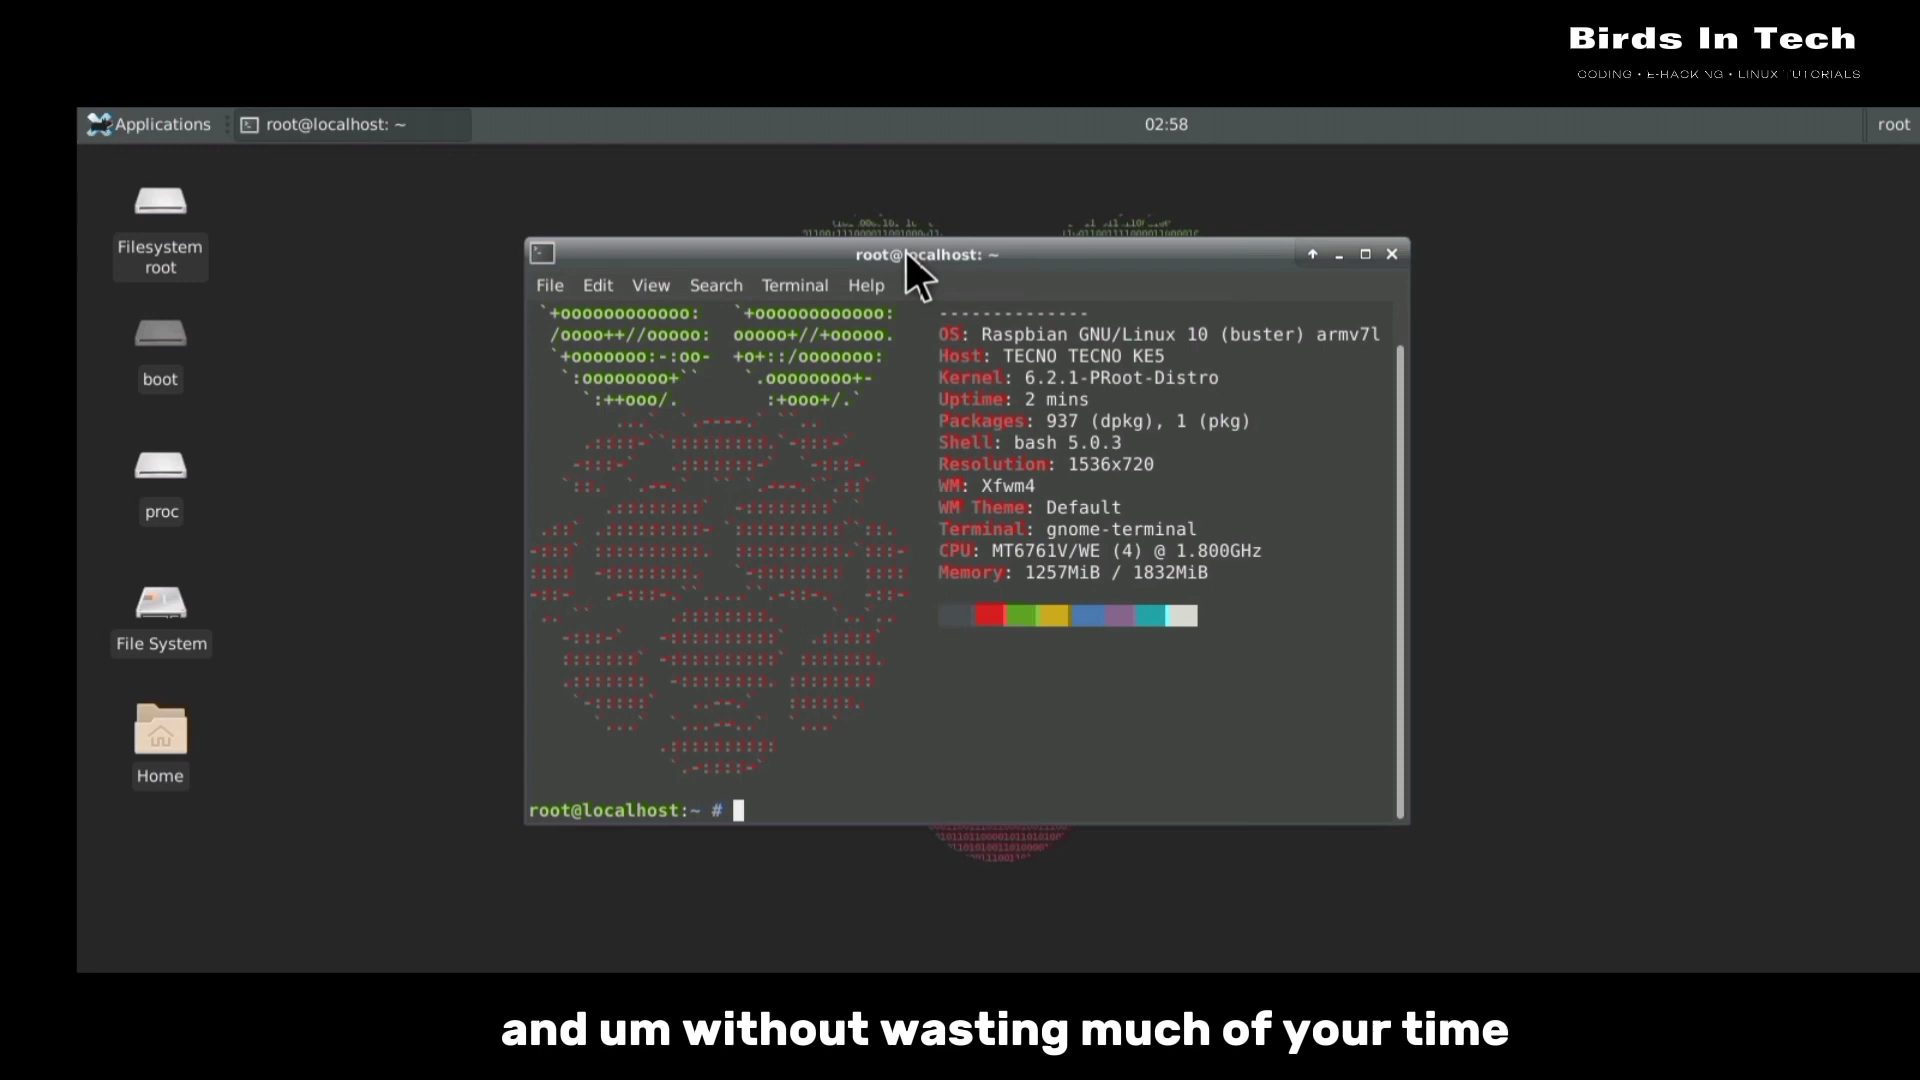 Birds In Tech
CODING • E-HACKING • LINUX TUTORIALS
Applications
root@localhost: ~
02:58
root
Filesystem
root
boot
proc
File System
Home
root@localhost: ~
File Edit View Search Terminal Help
--------------
OS: Raspbian GNU/Linux 10 (buster) armv7l
Host: TECNO TECNO KE5
Kernel: 6.2.1-PRoot-Distro
Uptime: 2 mins
Packages: 937 (dpkg), 1 (pkg)
Shell: bash 5.0.3
Resolution: 1536x720
WM: Xfwm4
WM Theme: Default
Terminal: gnome-terminal
CPU: MT6761V/WE (4) @ 1.800GHz
Memory: 1257MiB / 1832MiB
root@localhost:~ #
and um without wasting much of your time